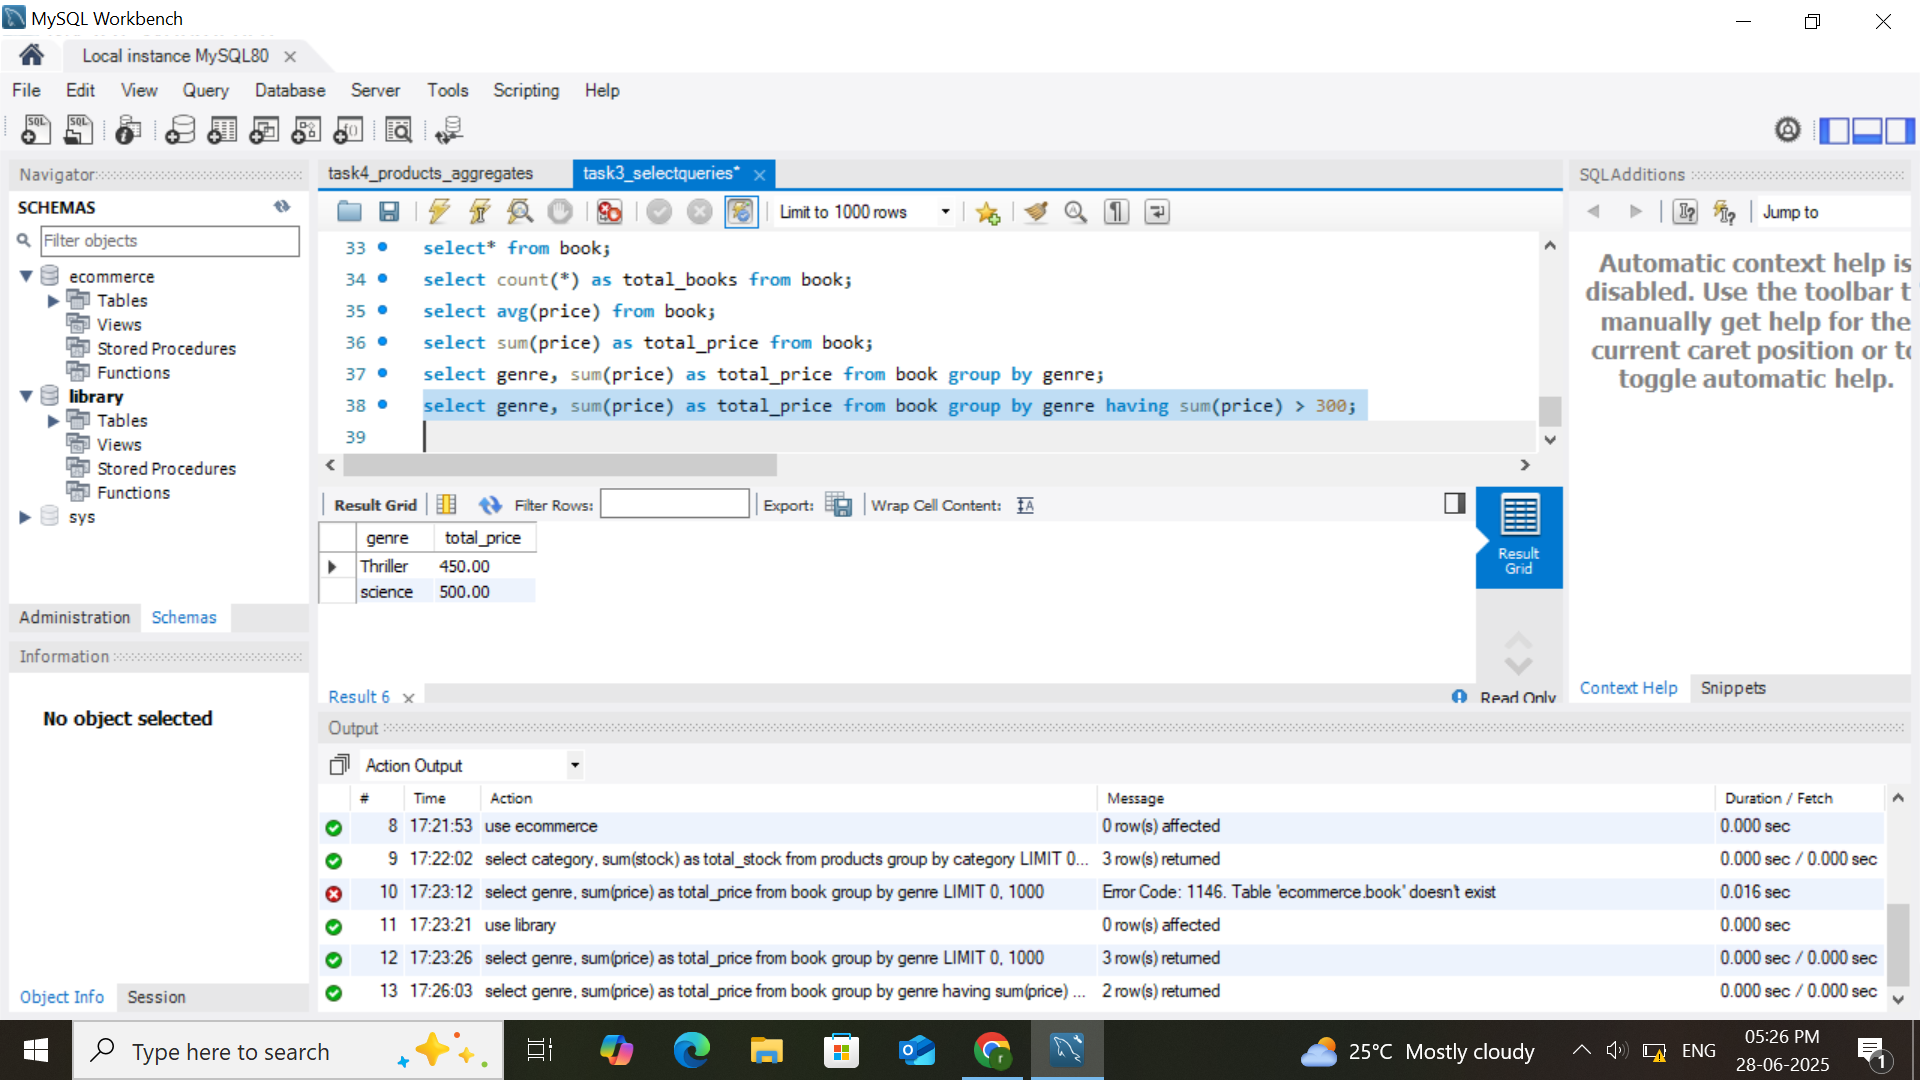 MySQL Workbench
Local instance MySQL80
File Edit View Query Database Server Tools Scripting Help
Navigator
SCHEMAS
Filter objects
ecommerce
Tables
Views
Stored Procedures
Functions
library
Tables
Views
Stored Procedures
Functions
sys
Administration Schemas
Information
No object selected
Object Info Session
task4_products_aggregates task3_selectqueries*
Limit to 1000 rows
33 select* from book;
34 select count(*) as total_books from book;
35 select avg(price) from book;
36 select sum(price) as total_price from book;
37 select genre, sum(price) as total_price from book group by genre;
38 select genre, sum(price) as total_price from book group by genre having sum(price) > 300;
39
Result Grid Filter Rows: Export: Wrap Cell Content:
genre total_price
Thriller 450.00
science 500.00
Result Grid
Result 6 Read Only
SQLAdditions
Jump to
Automatic context help is
disabled. Use the toolbar t
manually get help for the
current caret position or to
toggle automatic help.
Context Help Snippets
Output
Action Output
# Time Action Message Duration / Fetch
8 17:21:53 use ecommerce 0 row(s) affected 0.000 sec
9 17:22:02 select category, sum(stock) as total_stock from products group by category LIMIT 0... 3 row(s) returned 0.000 sec / 0.000 sec
10 17:23:12 select genre, sum(price) as total_price from book group by genre LIMIT 0, 1000 Error Code: 1146. Table 'ecommerce.book' doesn't exist 0.016 sec
11 17:23:21 use library 0 row(s) affected 0.000 sec
12 17:23:26 select genre, sum(price) as total_price from book group by genre LIMIT 0, 1000 3 row(s) returned 0.000 sec / 0.000 sec
13 17:26:03 select genre, sum(price) as total_price from book group by genre having sum(price) ... 2 row(s) returned 0.000 sec / 0.000 sec
Type here to search
25°C Mostly cloudy
ENG
05:26 PM
28-06-2025
1